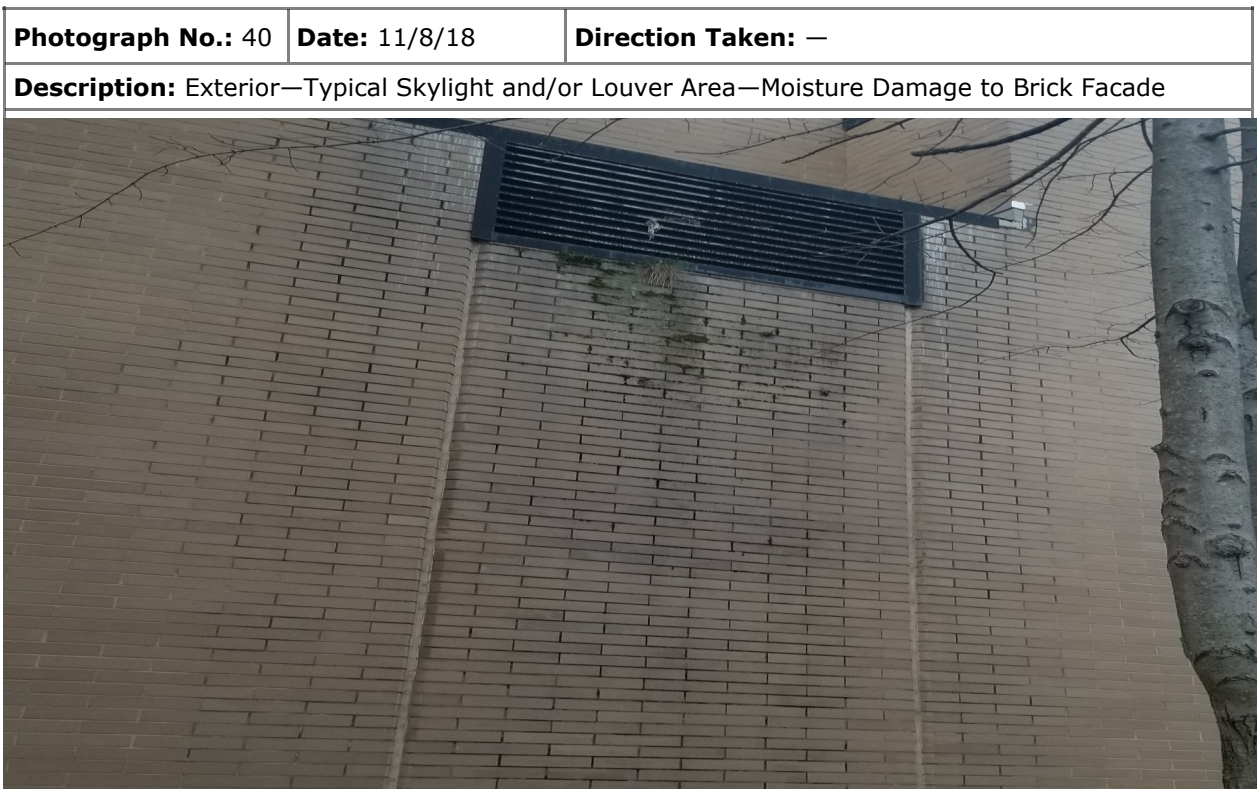 Photograph No.: 40 Date: 11/8/18 Direction Taken: —
Description: Exterior—Typical Skylight and/or Louver Area—Moisture Damage to Brick Facade